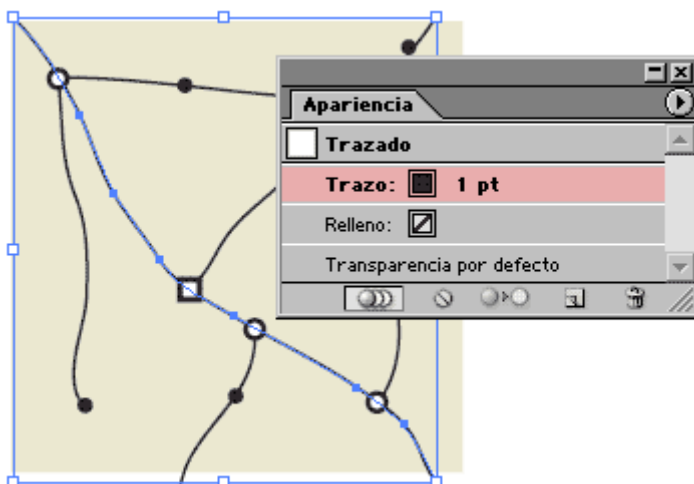 Apariencia
Trazado
Trazo: 1 pt
Relleno:
Transparencia por defecto